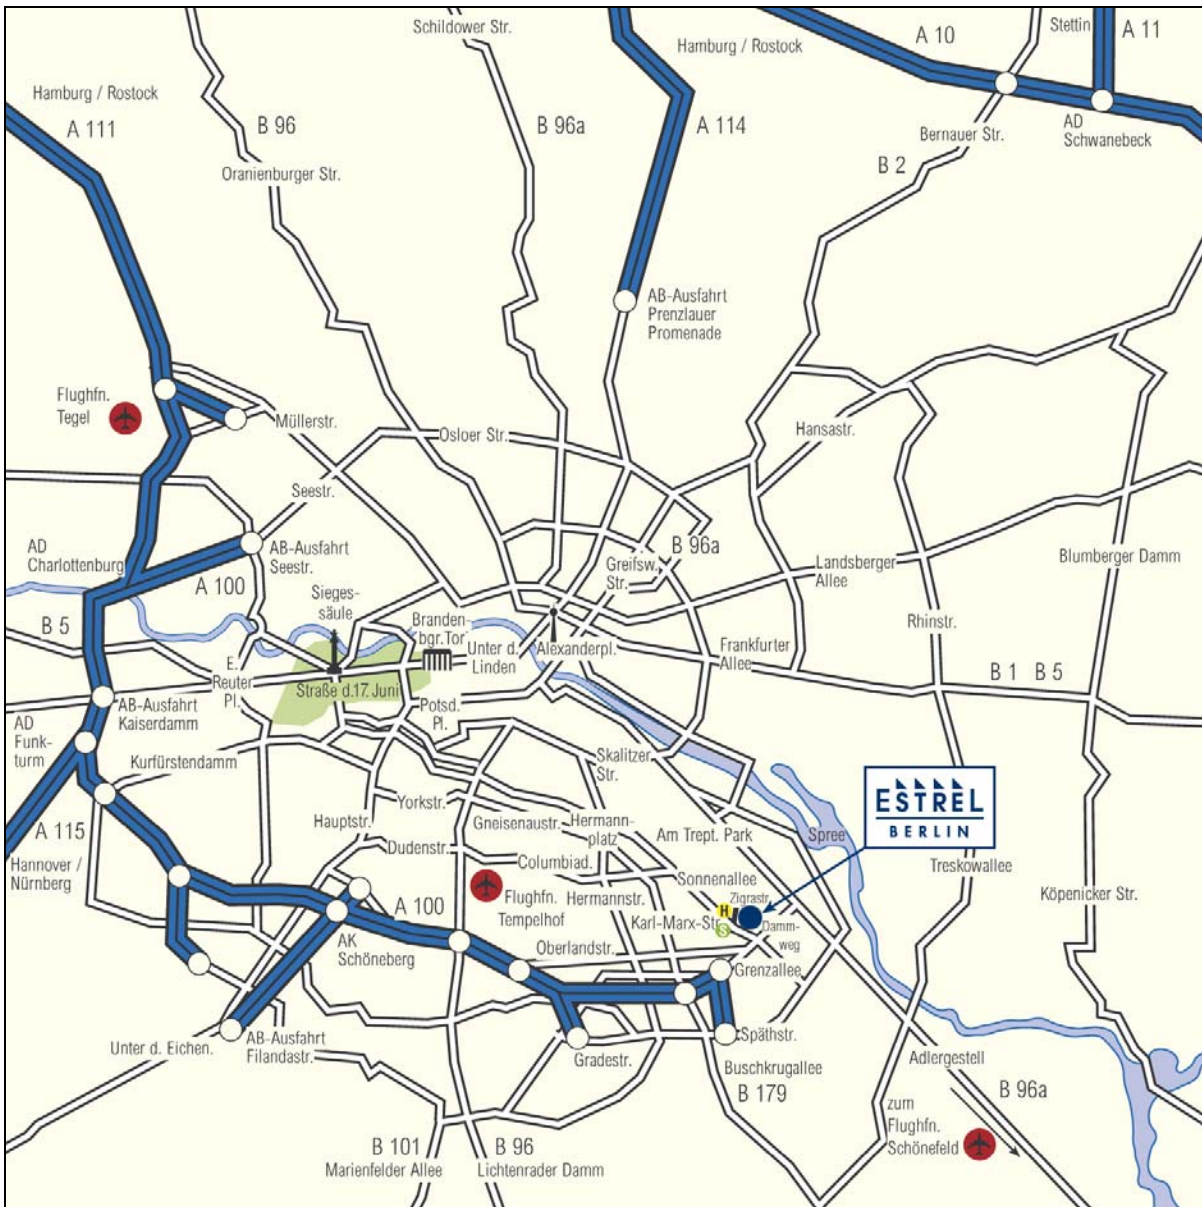 Schildower Str.
Hamburg / Rostock
A 10
Stettin
A 11
Hamburg / Rostock
A 111
B 96
B 96a
A 114
Bernauer Str.
AD
Schwanebeck
B 2
Oranienburger Str.
AB-Ausfahrt
Prenzlauer
Promenade
Flughfn.
Tegel
Müllerstr.
Osloer Str.
Hansastr.
Seestr.
AD
Charlottenburg
AB-Ausfahrt
Seestr.
A 100
B 96a
Greifsw.
Str.
Landsberger
Allee
Blumberger Damm
Sieges-
säule
B 5
Branden-
bgr.Tor
Unter d.
Linden
Alexanderpl.
Frankfurter
Allee
Rhinstr.
B 1 B 5
E.
Reuter
Pl.
Straße d.17. Juni
Potsd.
Pl.
AB-Ausfahrt
Kaiserdamm
AD
Funk-
turm
Kurfürstendamm
Skalitzer
Str.
ESTREL
BERLIN
Yorkstr.
Gneisenaustr.
Hermann-
platz
Hauptstr.
A 115
Hannover /
Nürnberg
Dudenstr.
Columbiad.
Am Trept. Park
Spree
Treskowallee
Sonnenallee
Köpenicker Str.
Flughfn.
Tempelhof
Hermannstr.
Zigrastr.
H
S
Karl-Marx-Str.
Damm-
weg
A 100
AK
Schöneberg
Oberlandstr.
Grenzallee
Unter d. Eichen.
AB-Ausfahrt
Filandastr.
Gradestr.
Späthstr.
Buschkrugallee
B 179
Adlergestell
B 96a
zum
Flughfn.
Schönefeld
B 101
Marienfelder Allee
B 96
Lichtenrader Damm